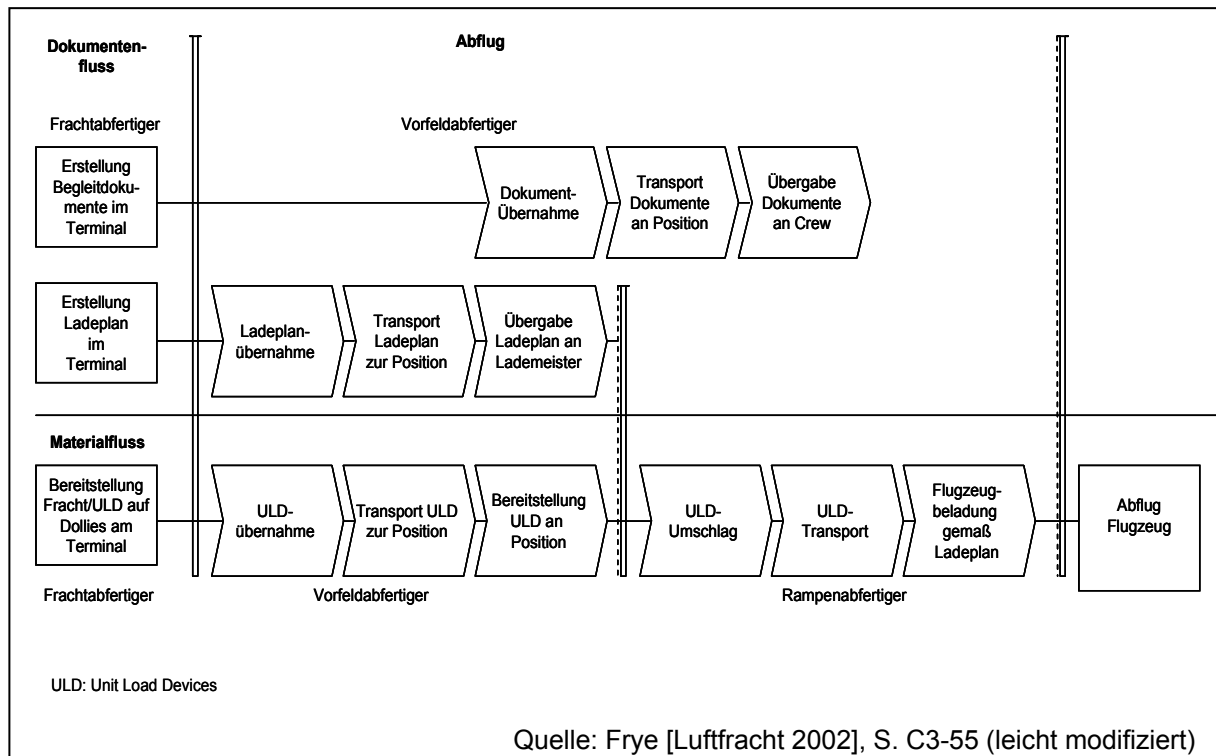 Dokumenten-
fluss
Abflug
Frachtabfertiger
Vorfeldabfertiger
Erstellung
Begleitdoku-
mente im
Terminal
Dokument-
Übernahme
Transport
Dokumente
an Position
Übergabe
Dokumente
an Crew
Erstellung
Ladeplan
im
Terminal
Ladeplan-
übernahme
Transport
Ladeplan
zur Position
Übergabe
Ladeplan an
Lademeister
Materialfluss
Bereitstellung
Fracht/ULD auf
Dollies am
Terminal
ULD-
übernahme
Transport ULD
zur Position
Bereitstellung
ULD an
Position
ULD-
Umschlag
ULD-
Transport
Flugzeug-
beladung
gemäß
Ladeplan
Abflug
Flugzeug
Frachtabfertiger
Vorfeldabfertiger
Rampenabfertiger
ULD: Unit Load Devices
Quelle: Frye [Luftfracht 2002], S. C3-55 (leicht modifiziert)